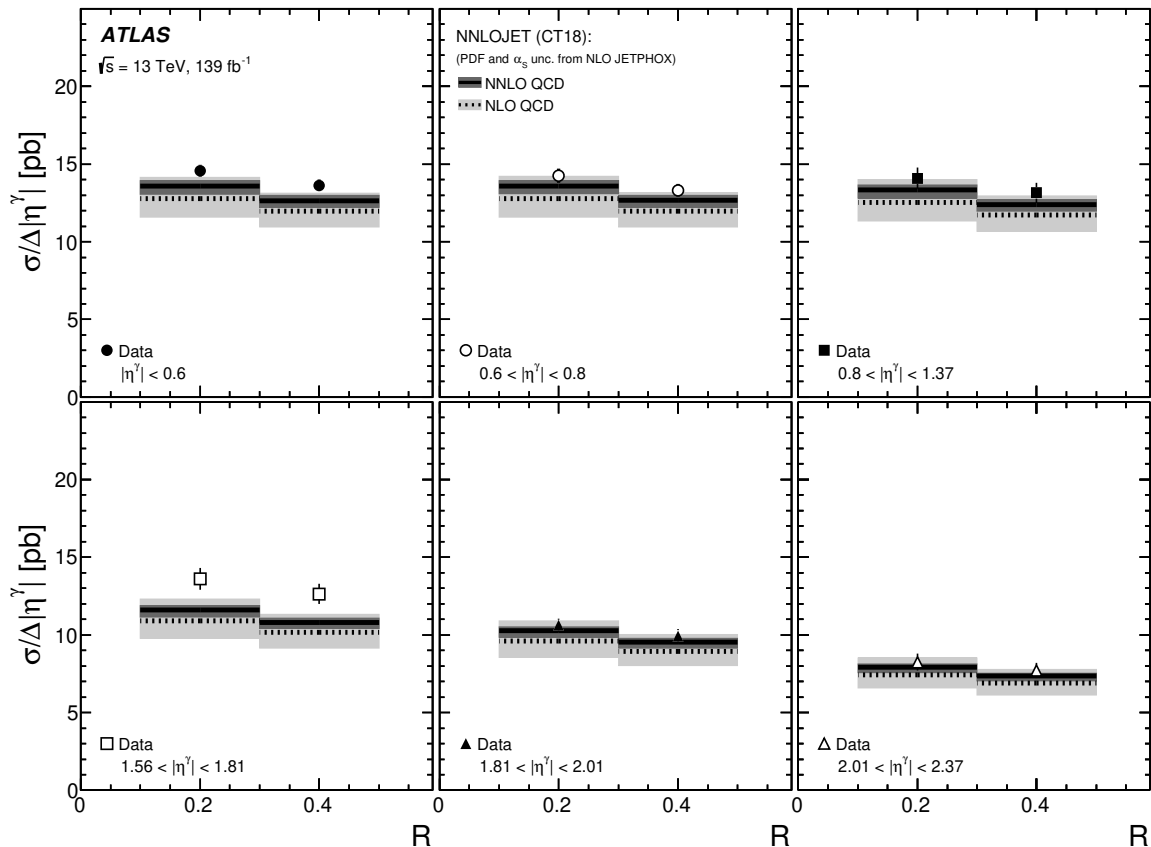 ATLAS
√s = 13 TeV, 139 fb⁻¹
NNLOJET (CT18):
(PDF and αₛ unc. from NLO JETPHOX)
NNLO QCD
NLO QCD
σ/Δ|η^γ| [pb]
20
15
10
5
0
Data
|η^γ| < 0.6
Data
0.6 < |η^γ| < 0.8
Data
0.8 < |η^γ| < 1.37
σ/Δ|η^γ| [pb]
20
15
10
5
0
Data
1.56 < |η^γ| < 1.81
Data
1.81 < |η^γ| < 2.01
Data
2.01 < |η^γ| < 2.37
0 0.2 0.4 0 0.2 0.4 0 0.2 0.4
R R R